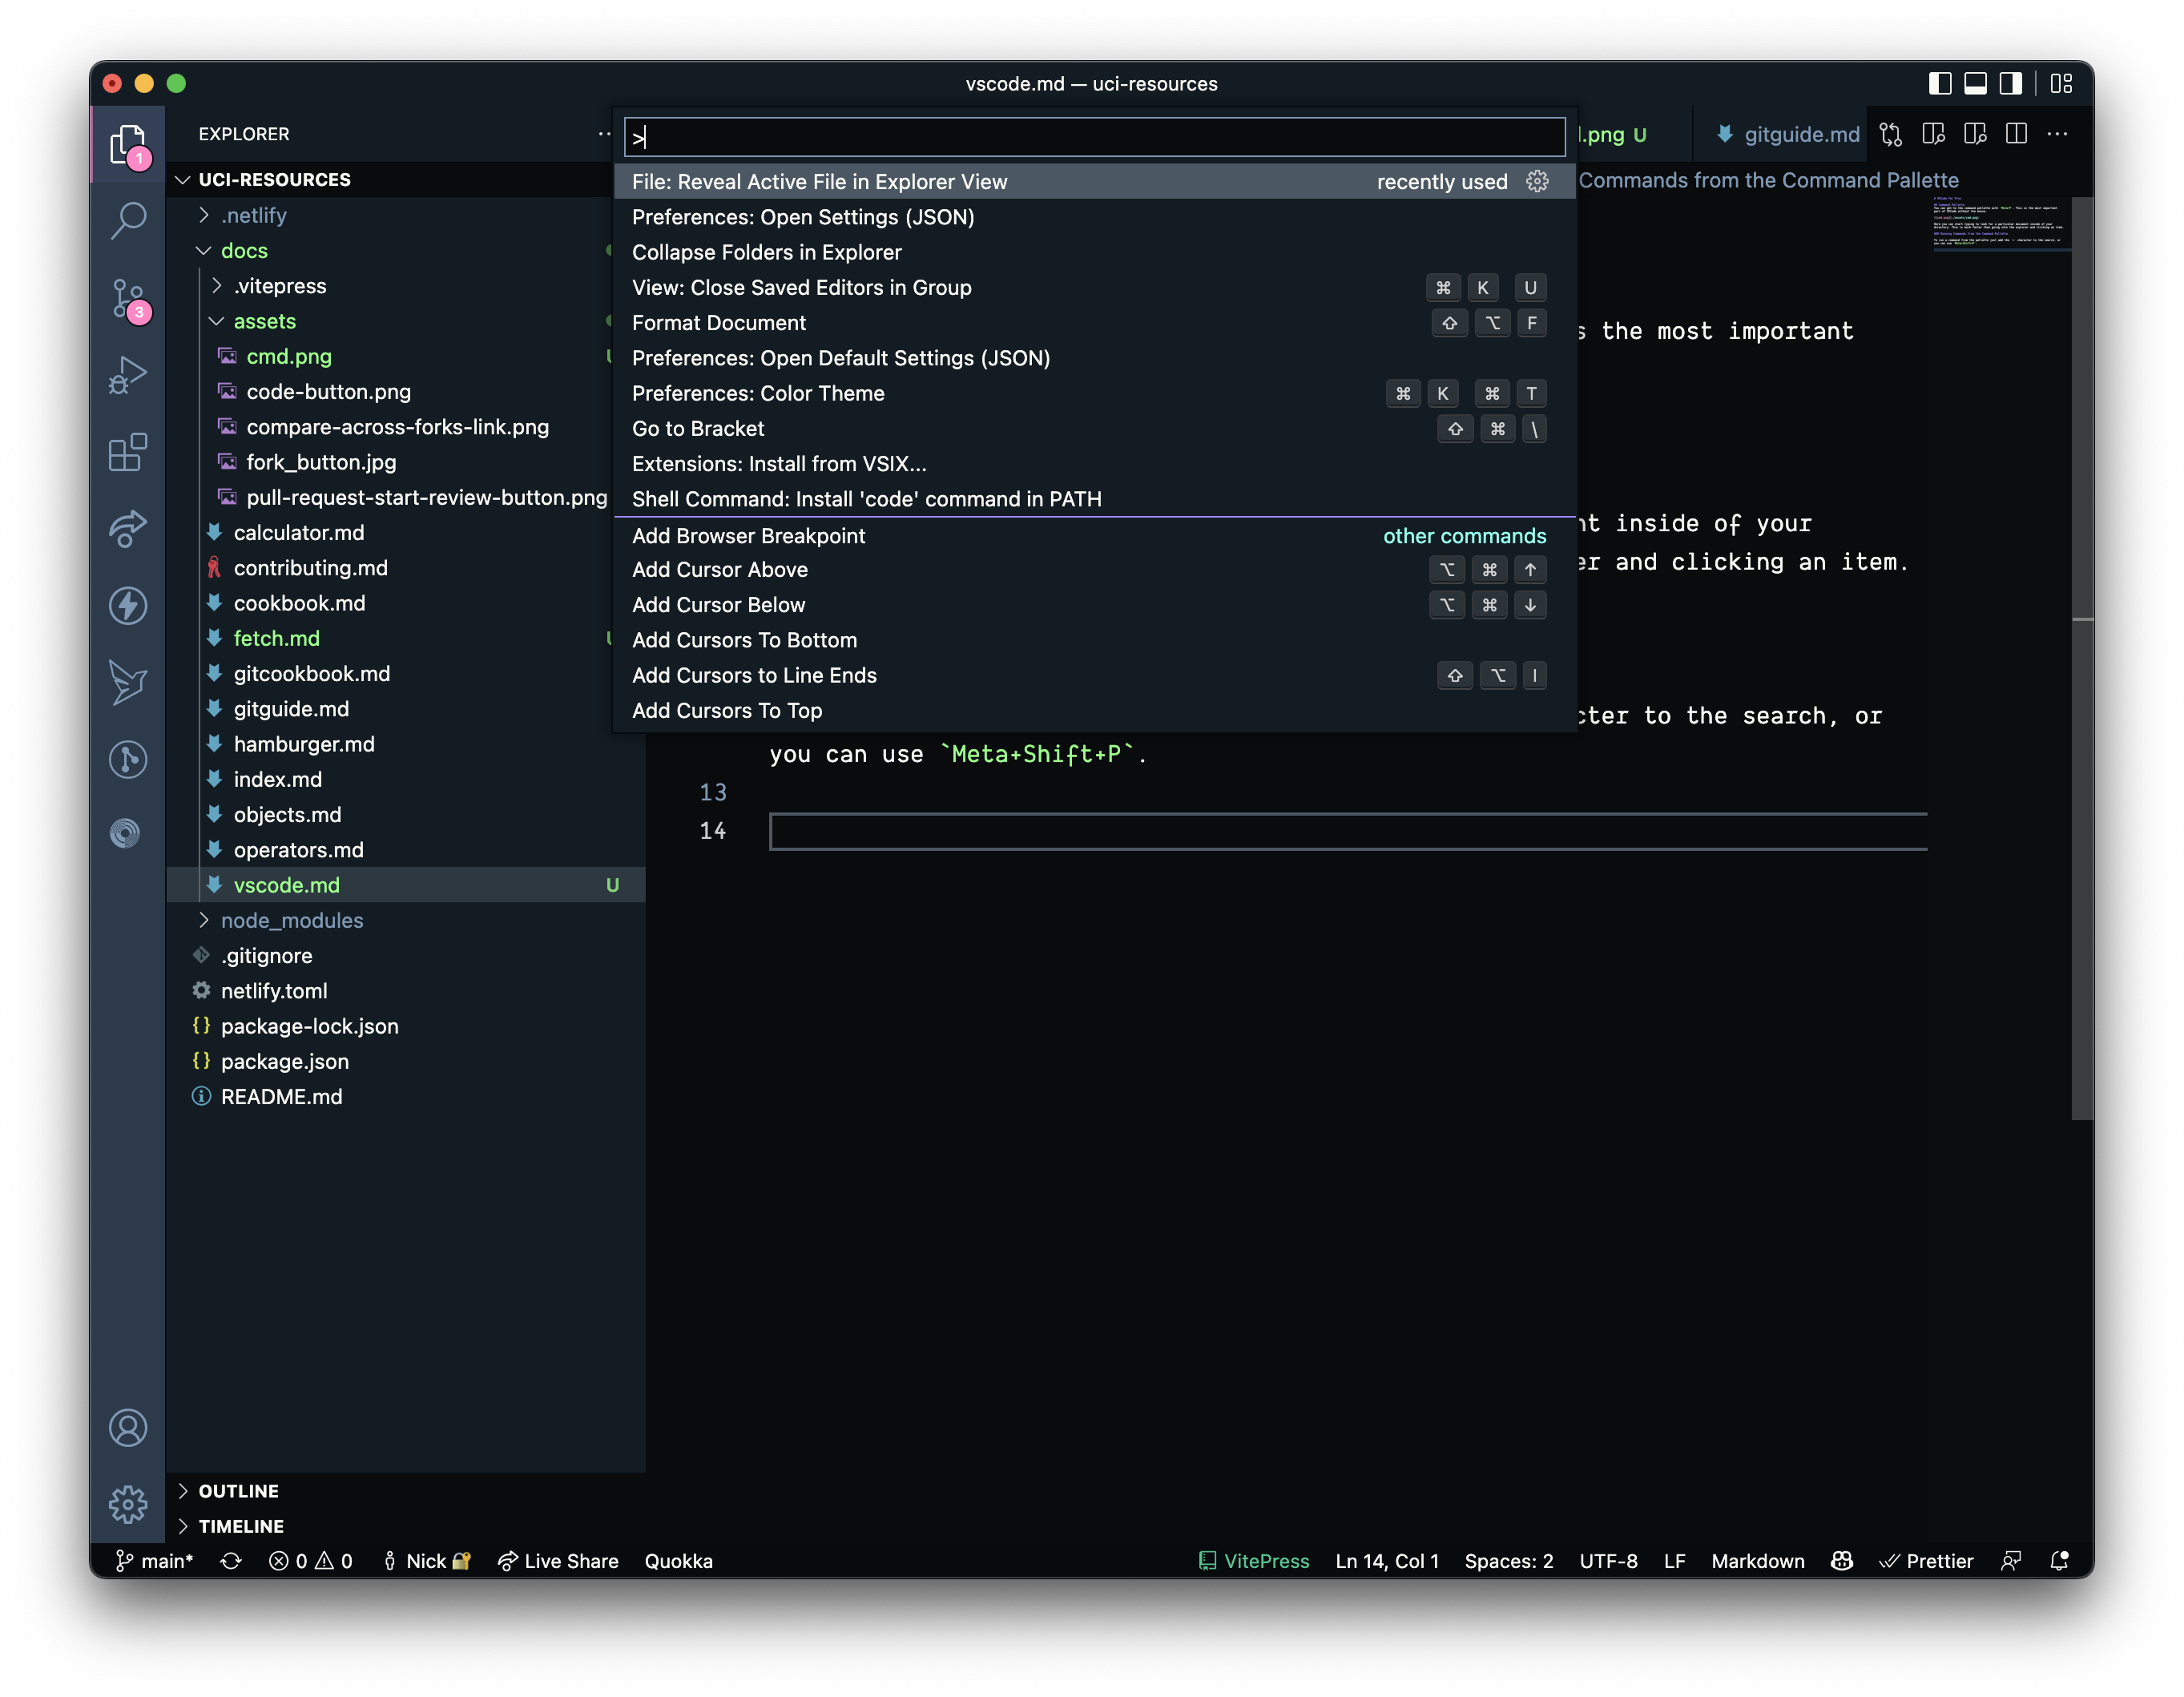 vscode.md — uci-resources
EXPLORER
1
3
UCI-RESOURCES
.netlify
docs
.vitepress
assets
cmd.png
code-button.png
compare-across-forks-link.png
fork_button.jpg
pull-request-start-review-button.png
calculator.md
contributing.md
cookbook.md
fetch.md
gitcookbook.md
gitguide.md
hamburger.md
index.md
objects.md
operators.md
vscode.md U
node_modules
.gitignore
netlify.toml
package-lock.json
package.json
README.md
OUTLINE
TIMELINE
>
File: Reveal Active File in Explorer View recently used
Preferences: Open Settings (JSON)
Collapse Folders in Explorer
View: Close Saved Editors in Group ⌘ K U
Format Document ⇧ ⌥ F
Preferences: Open Default Settings (JSON)
Preferences: Color Theme ⌘ K ⌘ T
Go to Bracket ⇧ ⌘ \
Extensions: Install from VSIX...
Shell Command: Install 'code' command in PATH
Add Browser Breakpoint other commands
Add Cursor Above ⌥ ⌘ ↑
Add Cursor Below ⌥ ⌘ ↓
Add Cursors To Bottom
Add Cursors to Line Ends ⇧ ⌥ I
Add Cursors To Top
.png U
gitguide.md
Commands from the Command Pallette
the most important
inside of your
and clicking an item.
to the search, or
you can use `Meta+Shift+P`.
13
14
main* 0 0 Nick Live Share Quokka
VitePress Ln 14, Col 1 Spaces: 2 UTF-8 LF Markdown Prettier